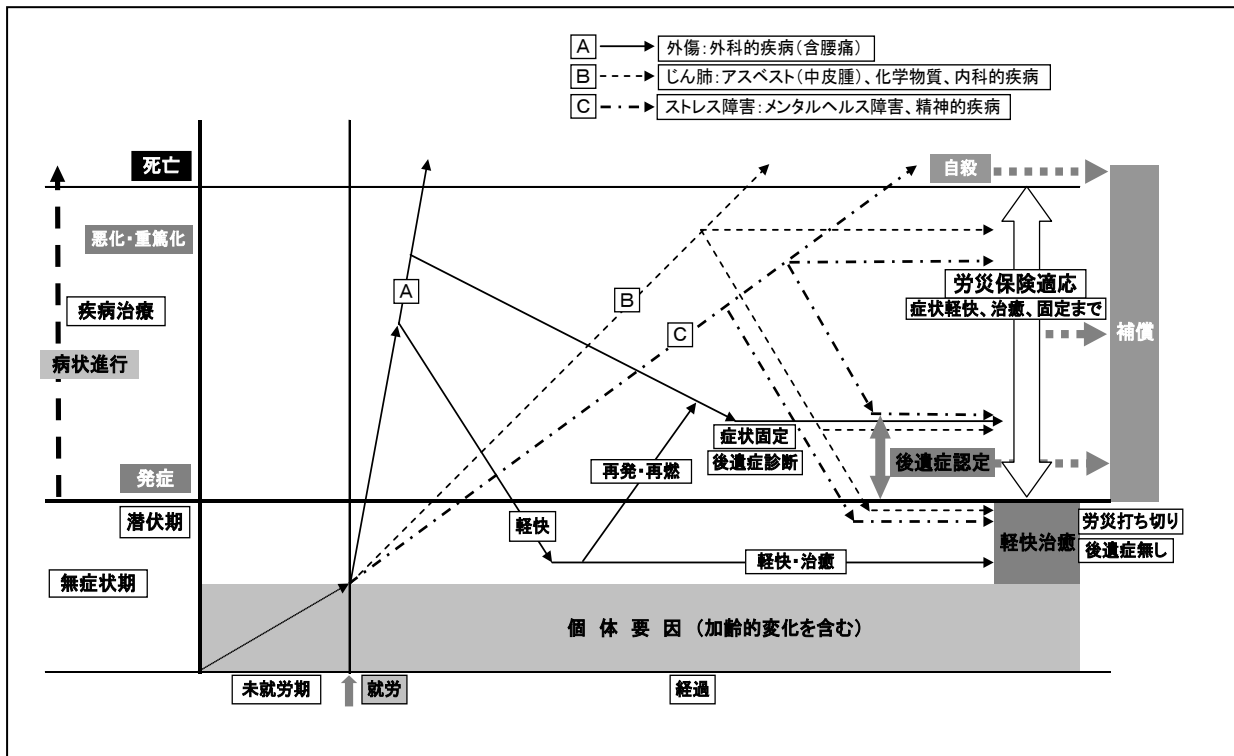 A 外傷:外科的疾病(含腰痛)
B じん肺:アスベスト(中皮腫)、化学物質、内科的疾病
C ストレス障害:メンタルヘルス障害、精神的疾病
死亡
自殺
悪化・重篤化
疾病治療
病状進行
A
B
C
労災保険適応
症状軽快、治癒、固定まで
補償
症状固定
後遺症診断
再発・再燃
後遺症認定
発症
潜伏期
軽快
軽快治癒
労災打ち切り
後遺症無し
軽快・治癒
無症状期
個体要因(加齢的変化を含む)
未就労期
就労
経過